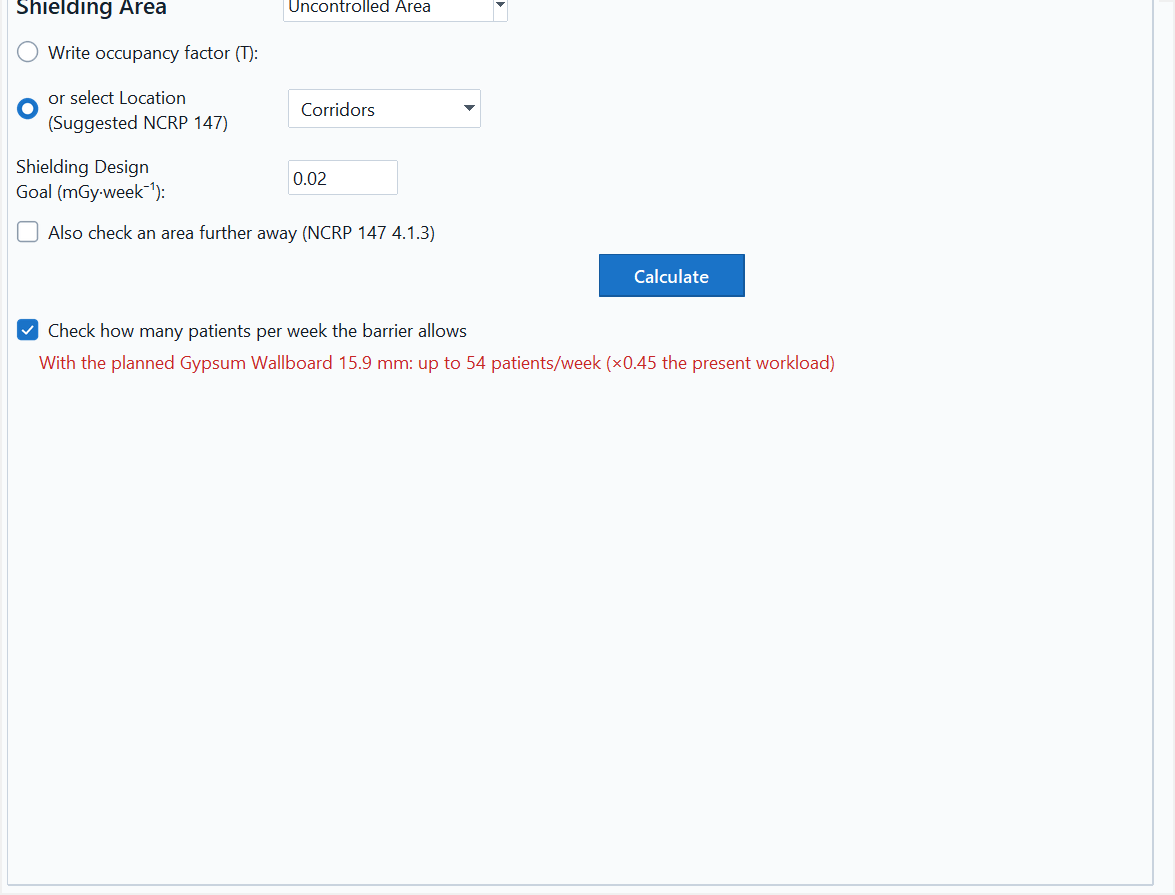 Shielding Area
Uncontrolled Area
Write occupancy factor (T):
or select Location
(Suggested NCRP 147)
Corridors
Shielding Design
Goal (mGy·week⁻¹):
0.02
Also check an area further away (NCRP 147 4.1.3)
Calculate
Check how many patients per week the barrier allows
With the planned Gypsum Wallboard 15.9 mm: up to 54 patients/week (×0.45 the present workload)